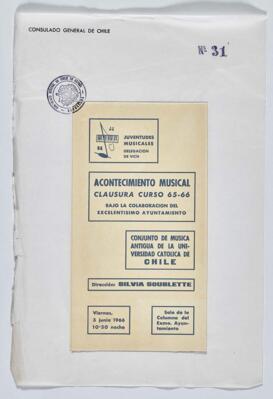 CONSULADO GENERAL DE CHILE
Nº 31
JUVENTUDES
MUSICALES
DELEGACION
DE VICH
ACONTECIMIENTO MUSICAL
CLAUSURA CURSO 65-66
BAJO LA COLABORACION DEL
EXCELENTISIMO AYUNTAMIENTO
CONJUNTO DE MUSICA
ANTIGUA DE LA UNI-
VERSIDAD CATOLICA DE
CHILE
Dirección: SILVIA SOUBLETTE
Viernes,
3 junio 1966
10'30 noche
Sala de la
Columna del
Excmo. Ayun-
tamiento